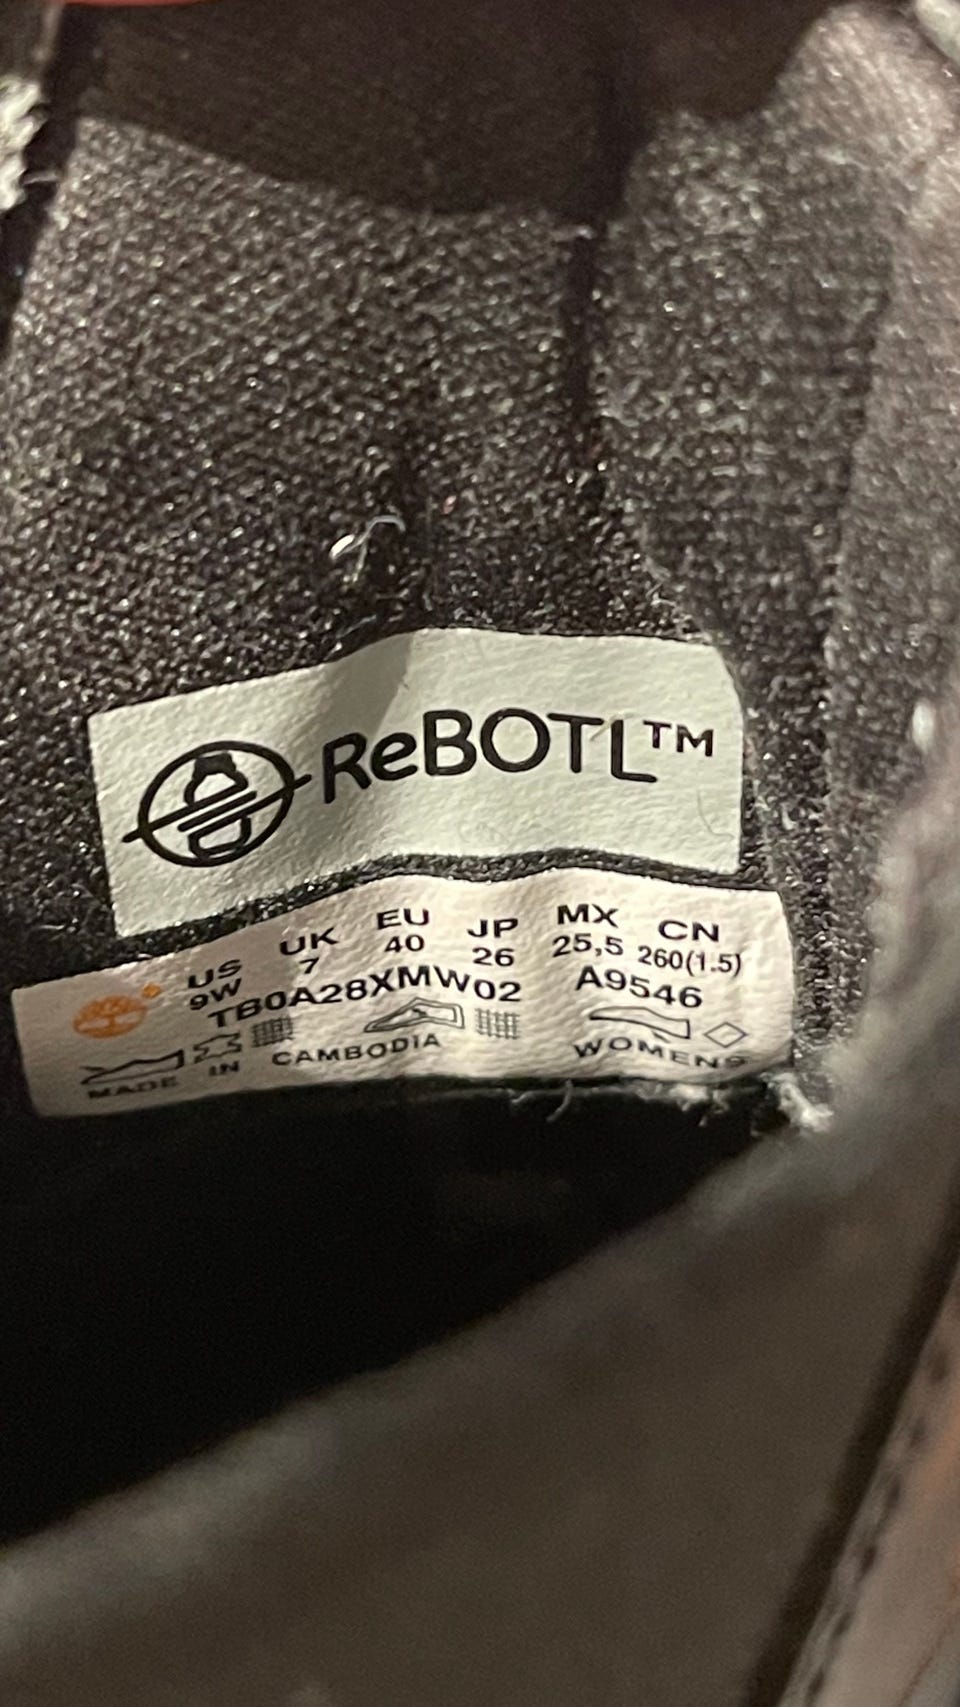 ReBOTL™
US UK EU JP MX CN
9W 7 40 26 25,5 260(1.5)
TB0A28XMW02 A9546
MADE IN CAMBODIA WOMENS